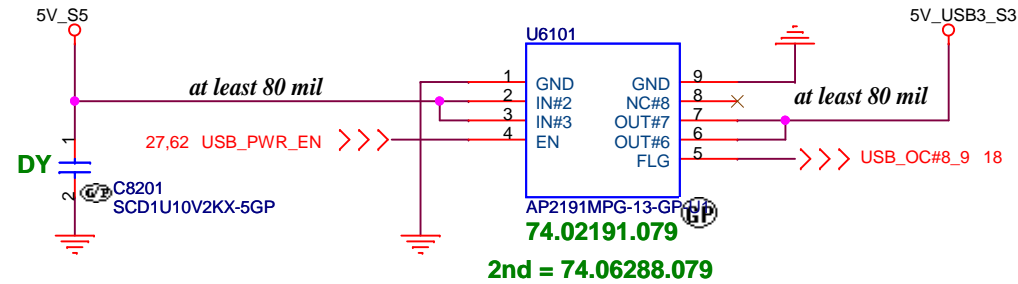 5V_S5
5V_USB3_S3
U6101
at least 80 mil
at least 80 mil
1 GND GND 9
2 IN#2 NC#8 8
3 IN#3 OUT#7 7
4 EN OUT#6 6
FLG 5
27,62 USB_PWR_EN
USB_OC#8_9 18
1
DY
2
G/P
C8201
SCD1U10V2KX-5GP
AP2191MPG-13-GP-U1
GP
74.02191.079
2nd = 74.06288.079